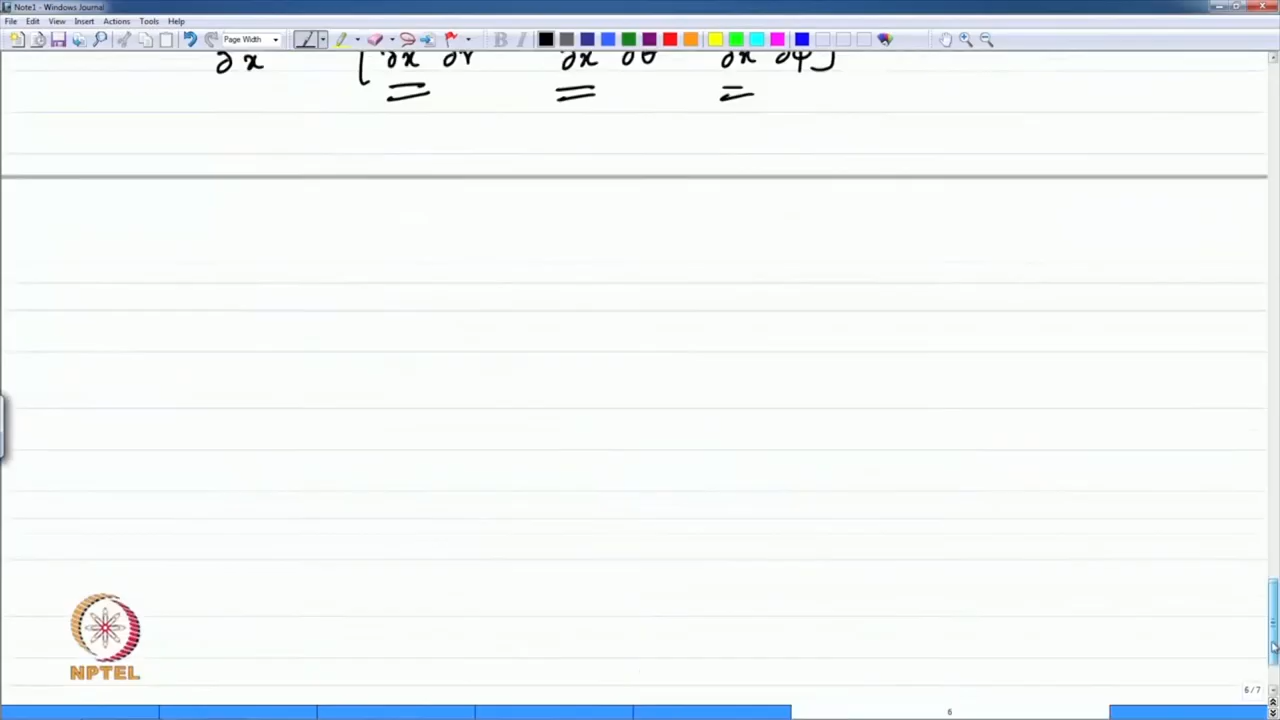 Note1 - Windows Journal
File Edit View Insert Actions Tools Help
Page Width
B I
∂x [ ∂x ∂r ∂x ∂θ ∂x ∂φ ]
NPTEL
6 / 7
6